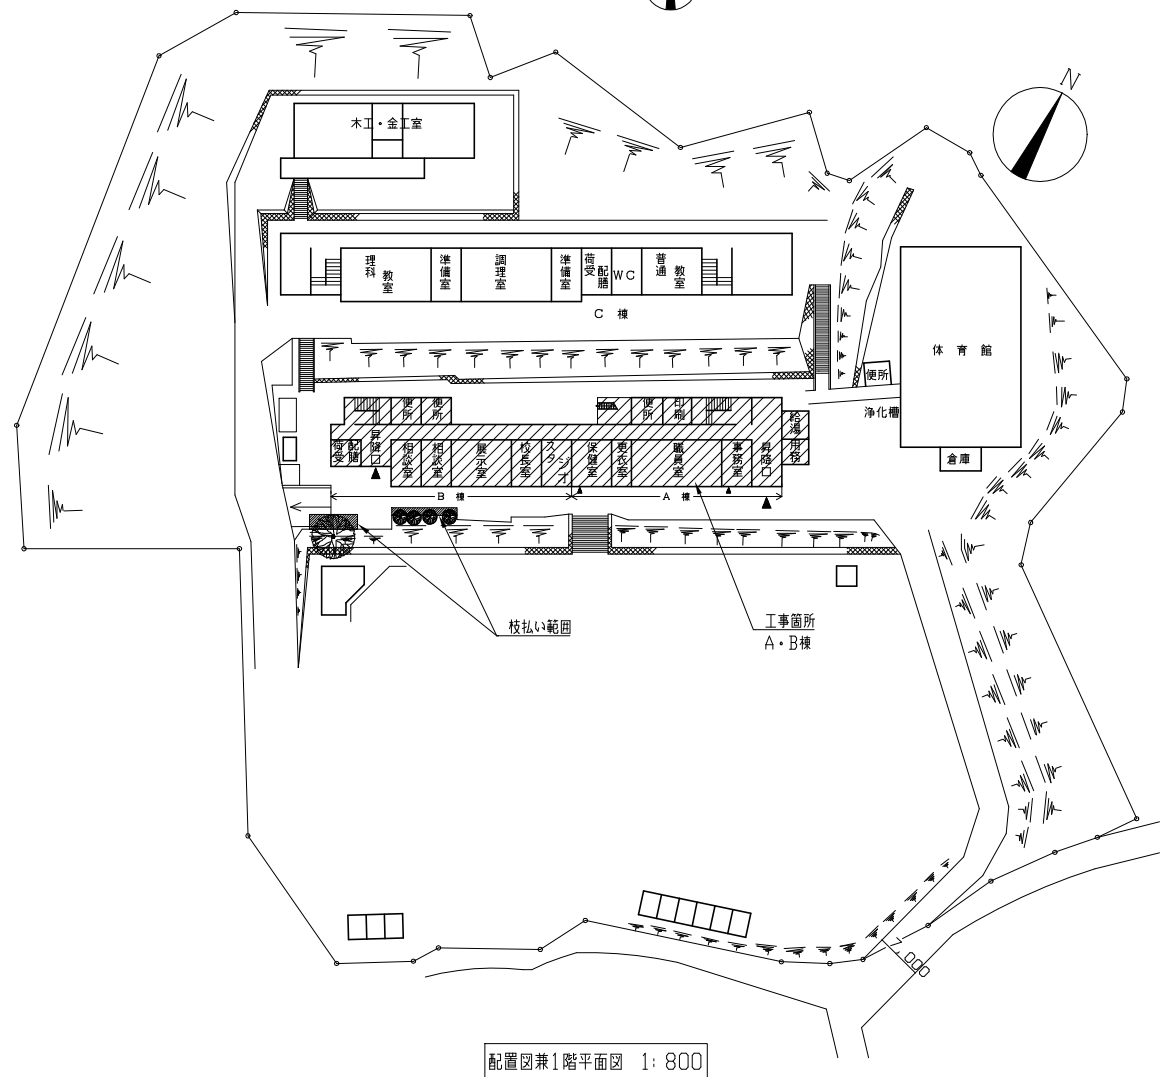 N
木工・金工室
理科 教室
準備室
調理室
準備室
荷受 配膳
WC
普通 教室
C 棟
体 育 館
便所
浄化槽
倉庫
便所
便所
便所
印刷
給湯
荷受
配膳
昇降口
相談室
相談室
展示室
校長室
スタジオ
保健室
更衣室
職員室
事務室
昇降口
用務
B 棟
A 棟
枝払い範囲
工事箇所
A・B棟
7,000
配置図兼1階平面図 1:800